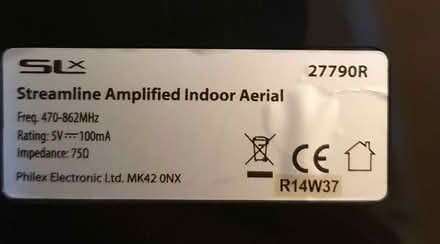 SLx
27790R
Streamline Amplified Indoor Aerial
Freq. 470-862MHz
Rating: 5V⎓100mA
Impedance: 75Ω
Philex Electronic Ltd. MK42 0NX
CE
R14W37